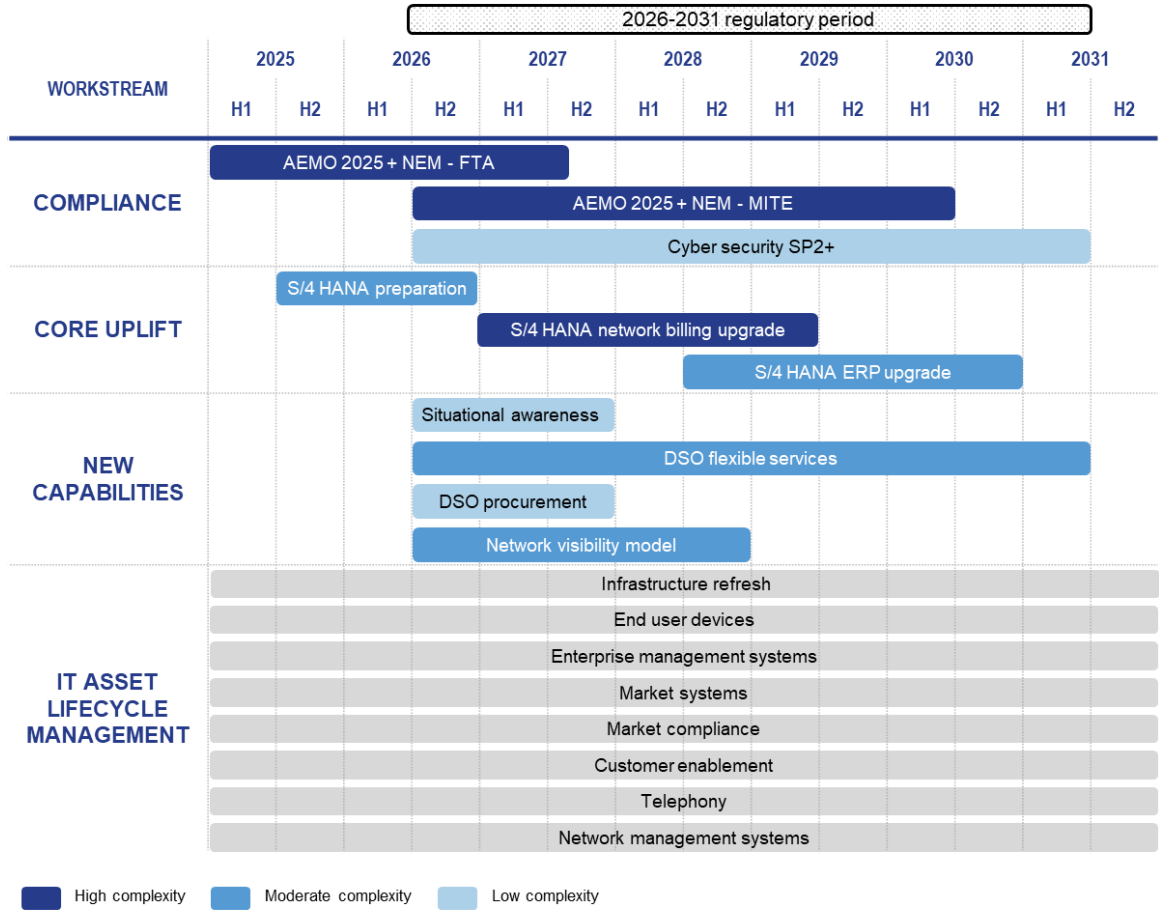 2026-2031 regulatory period
2025 2026 2027 2028 2029 2030 2031
WORKSTREAM
H1 H2 H1 H2 H1 H2 H1 H2 H1 H2 H1 H2 H1 H2
AEMO 2025 + NEM - FTA
COMPLIANCE
AEMO 2025 + NEM - MITE
Cyber security SP2+
S/4 HANA preparation
CORE UPLIFT
S/4 HANA network billing upgrade
S/4 HANA ERP upgrade
Situational awareness
NEW
CAPABILITIES
DSO flexible services
DSO procurement
Network visibility model
Infrastructure refresh
End user devices
Enterprise management systems
IT ASSET
LIFECYCLE
MANAGEMENT
Market systems
Market compliance
Customer enablement
Telephony
Network management systems
High complexity Moderate complexity Low complexity